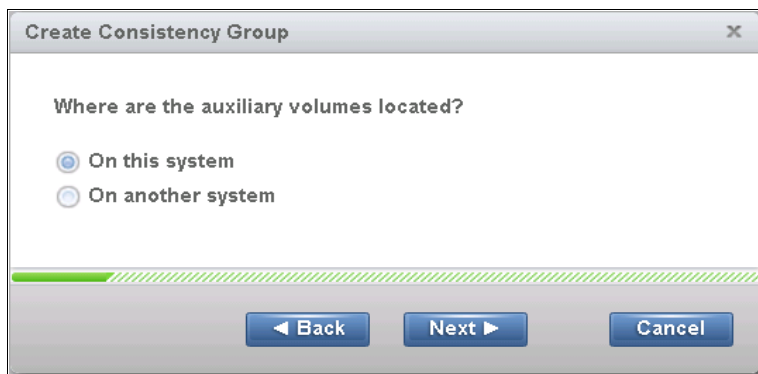 Create Consistency Group
Where are the auxiliary volumes located?
On this system
On another system
Back Next Cancel